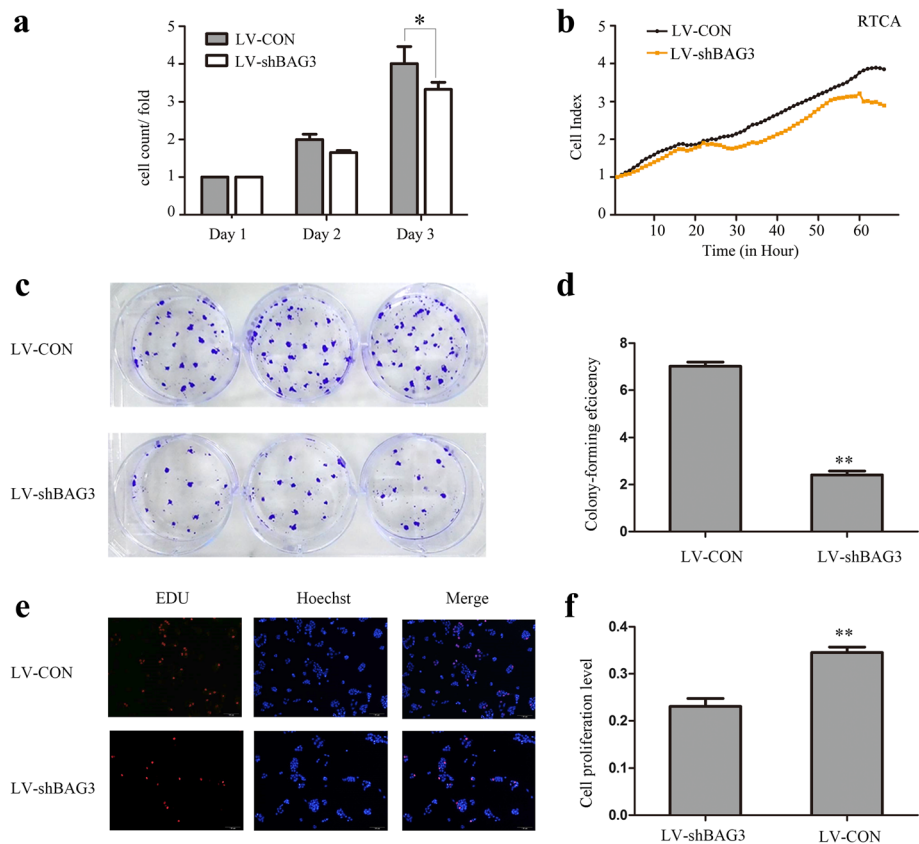 a
cell count/ fold
5
4
3
2
1
0
LV-CON
LV-shBAG3
*
Day 1
Day 2
Day 3
b
RTCA
Cell Index
5
4
3
2
1
0
LV-CON
LV-shBAG3
10
20
30
40
50
60
Time (in Hour)
c
LV-CON
LV-shBAG3
d
Colony-forming efcicency
8
6
4
2
0
**
LV-CON
LV-shBAG3
e
EDU
Hoechst
Merge
LV-CON
LV-shBAG3
f
Cell proliferation level
0.4
0.3
0.2
0.1
0.0
**
LV-shBAG3
LV-CON